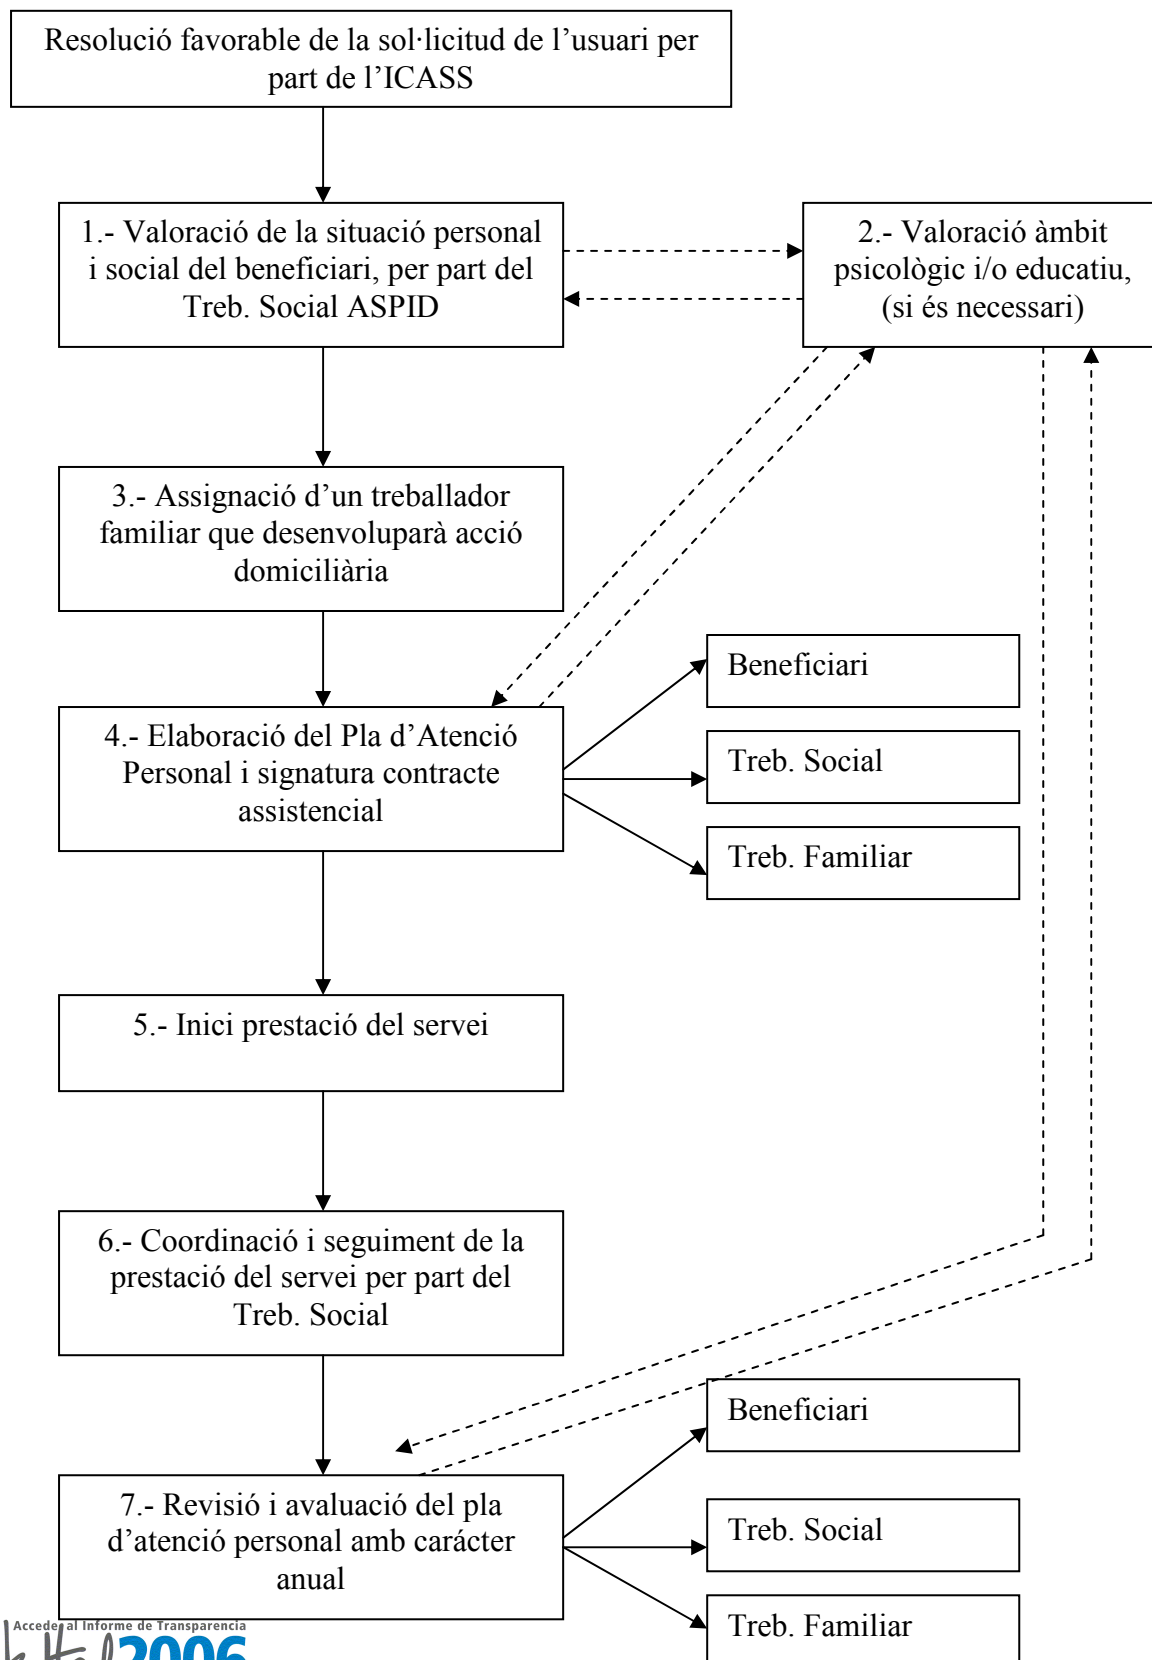 Resolució favorable de la sol·licitud de l’usuari per
part de l’ICASS
1.- Valoració de la situació personal
i social del beneficiari, per part del
Treb. Social ASPID
2.- Valoració àmbit
psicològic i/o educatiu,
(si és necessari)
3.- Assignació d’un treballador
familiar que desenvoluparà acció
domiciliària
4.- Elaboració del Pla d’Atenció
Personal i signatura contracte
assistencial
Beneficiari
Treb. Social
Treb. Familiar
5.- Inici prestació del servei
6.- Coordinació i seguiment de la
prestació del servei per part del
Treb. Social
7.- Revisió i avaluació del pla
d’atenció personal amb carácter
anual
Beneficiari
Treb. Social
Treb. Familiar
Acceder al Informe de Transparencia
2006